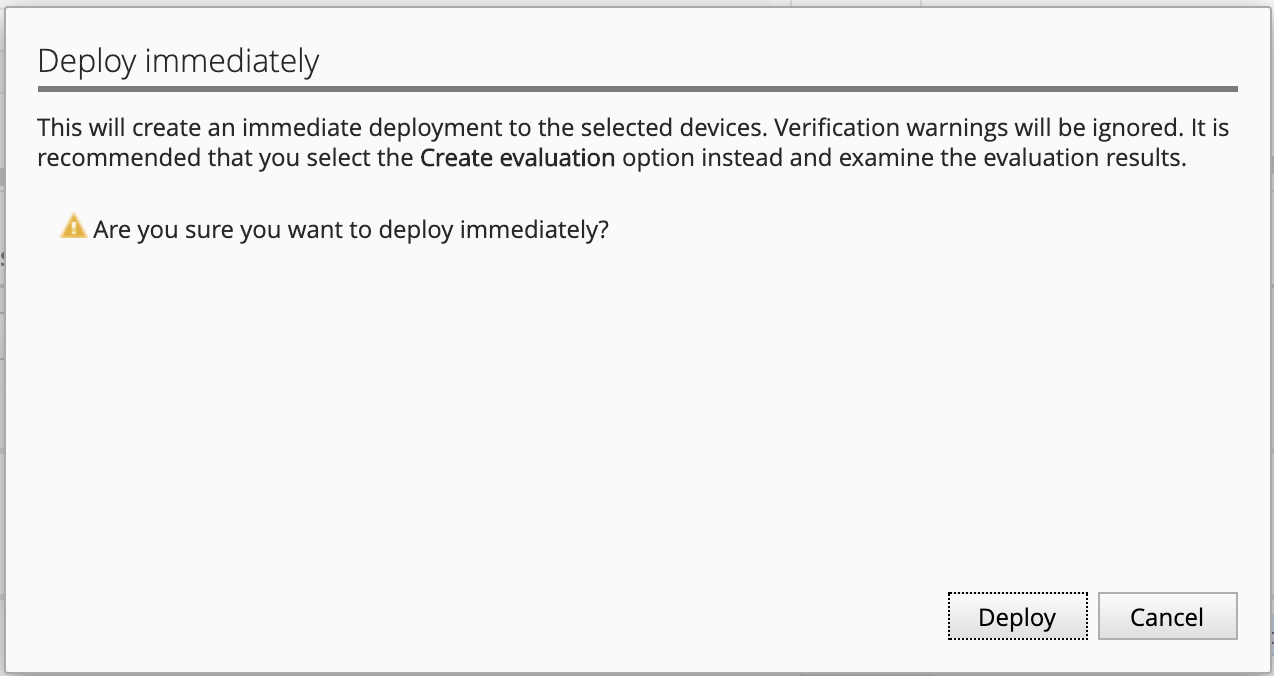 Deploy immediately
This will create an immediate deployment to the selected devices. Verification warnings will be ignored. It is
recommended that you select the Create evaluation option instead and examine the evaluation results.
Are you sure you want to deploy immediately?
Deploy
Cancel